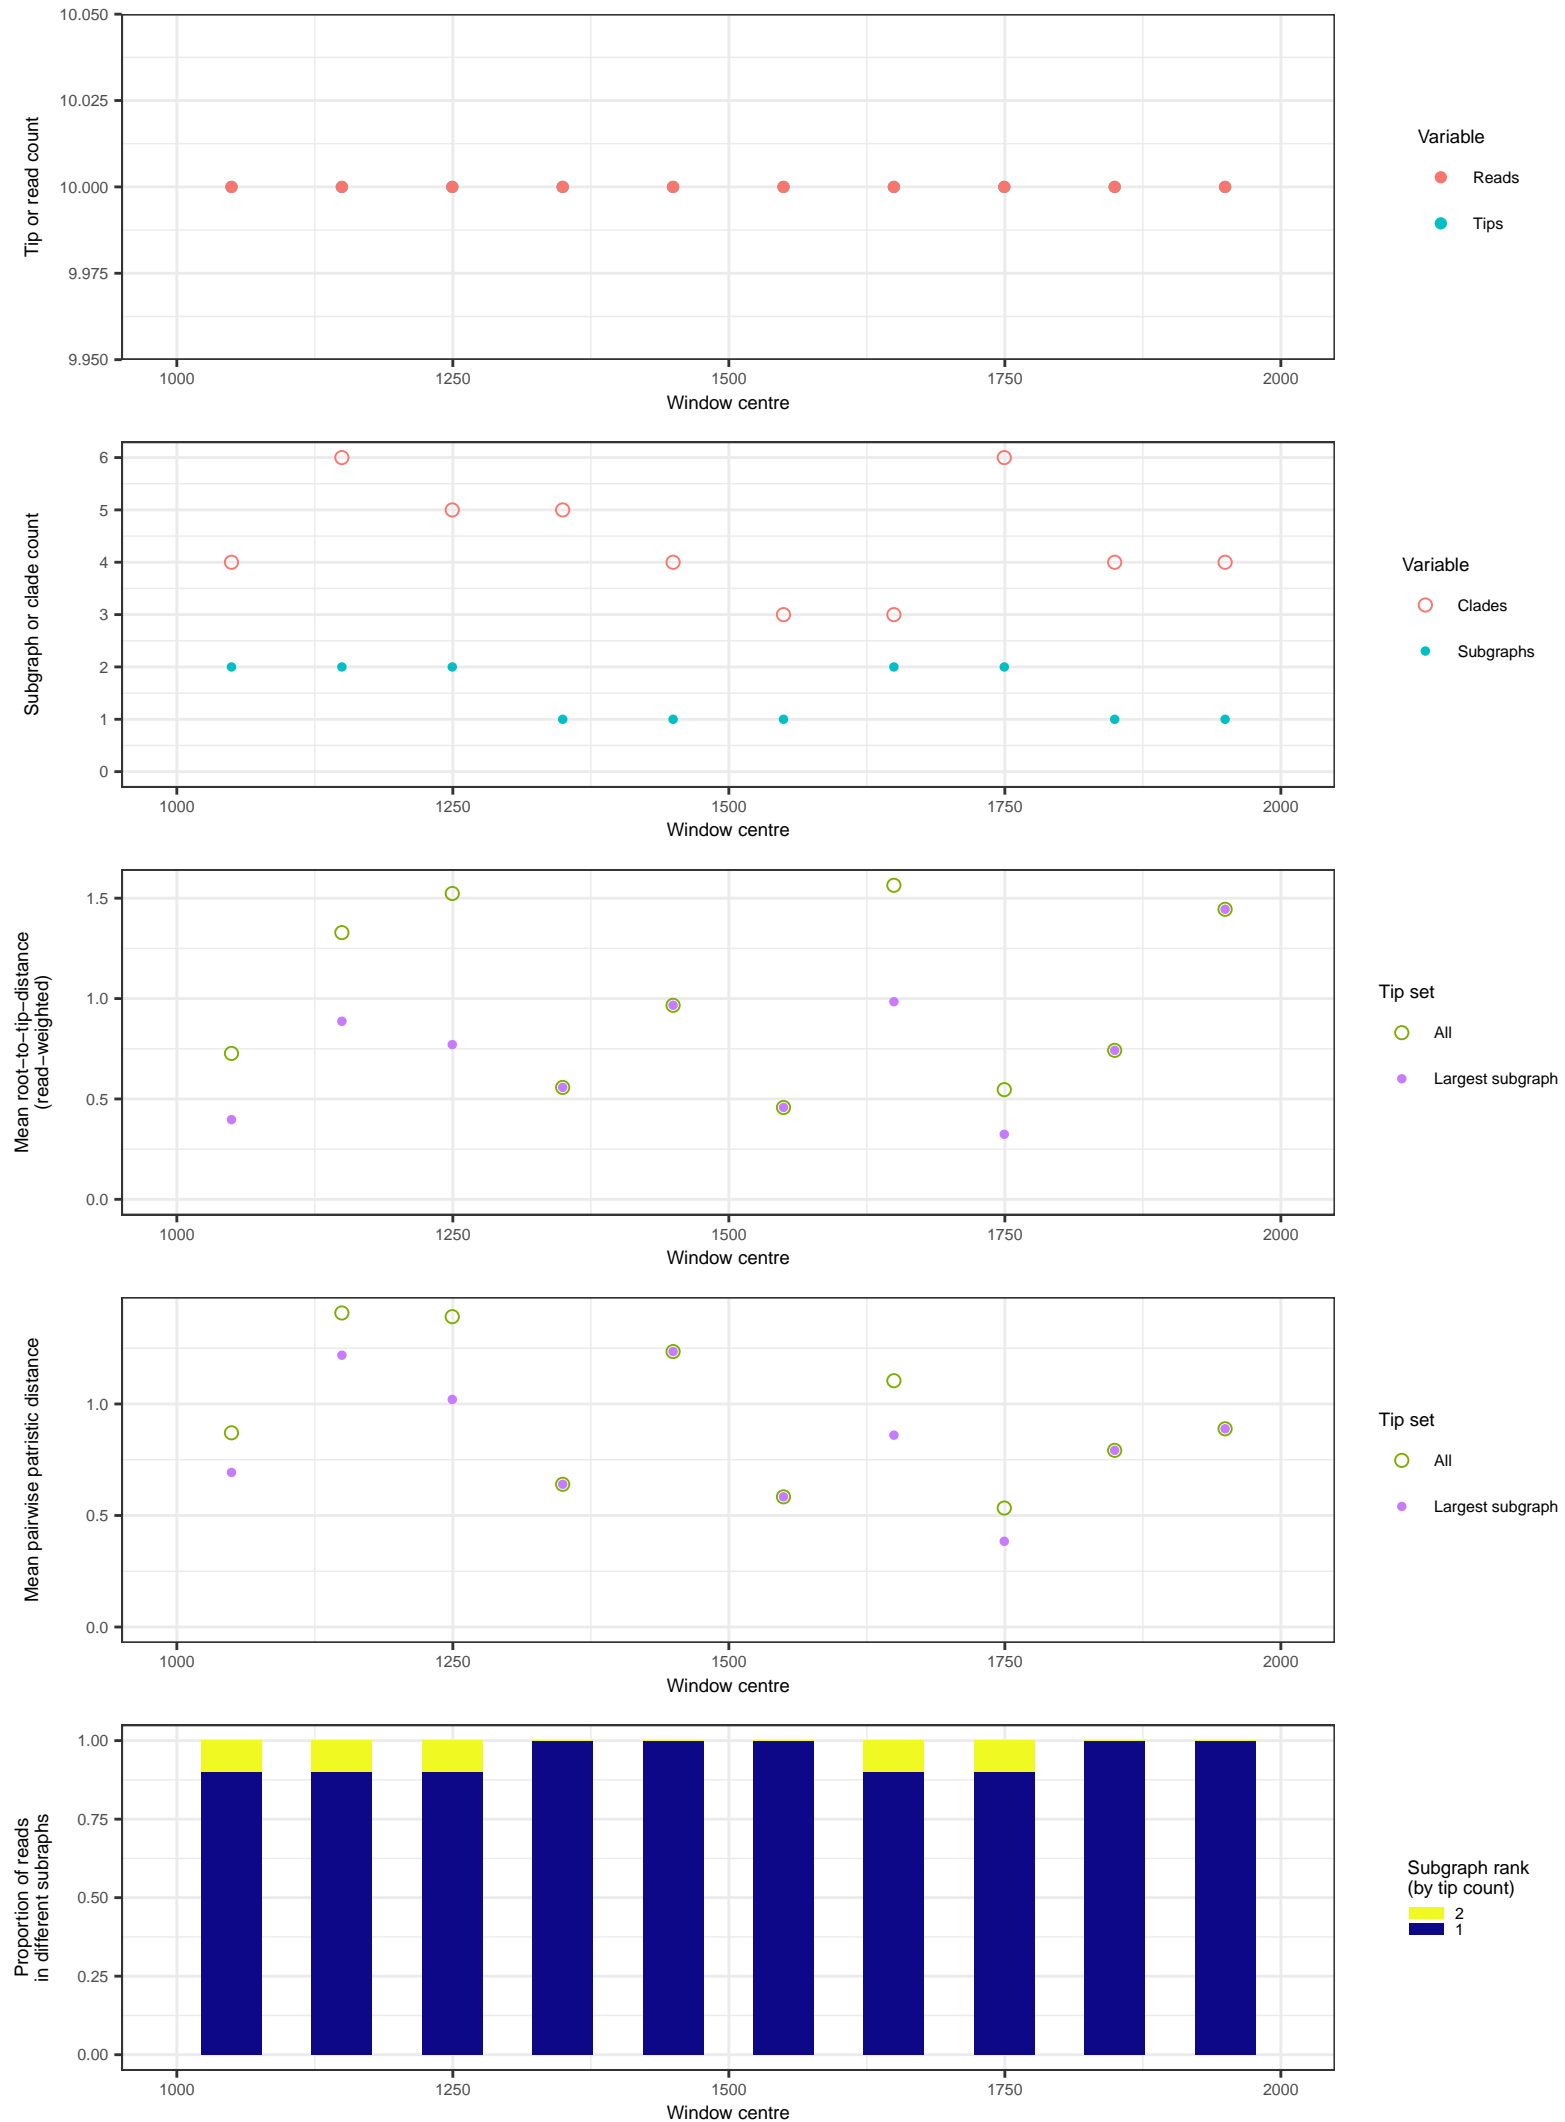 10.050
10.025
10.000
9.975
9.950
Tip or read count
1000 1250 1500 1750 2000
Window centre
Variable
Reads
Tips
6
5
4
3
2
1
0
Subgraph or clade count
1000 1250 1500 1750 2000
Window centre
Variable
Clades
Subgraphs
1.5
1.0
0.5
0.0
Mean root−to−tip−distance
(read−weighted)
1000 1250 1500 1750 2000
Window centre
Tip set
All
Largest subgraph
1.0
0.5
0.0
Mean pairwise patristic distance
1000 1250 1500 1750 2000
Window centre
Tip set
All
Largest subgraph
1.00
0.75
0.50
0.25
0.00
Proportion of reads
in different subraphs
1000 1250 1500 1750 2000
Window centre
Subgraph rank
(by tip count)
2
1